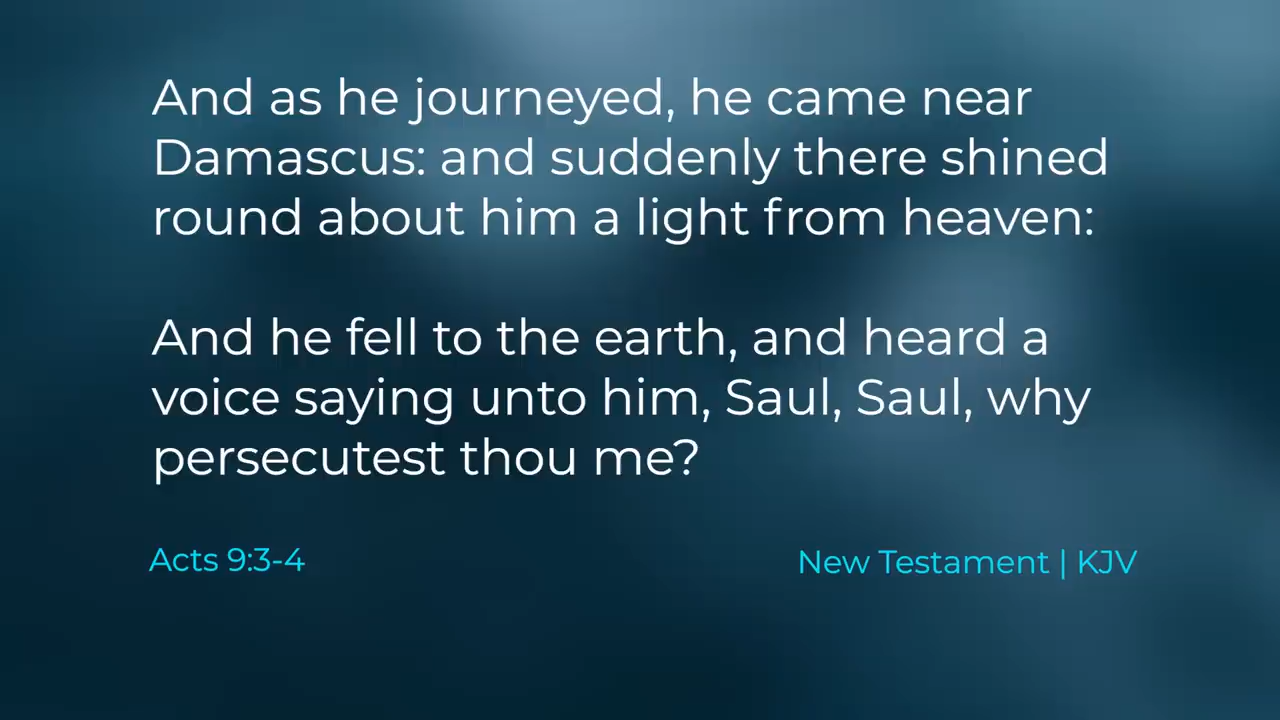 And as he journeyed, he came near
Damascus: and suddenly there shined
round about him a light from heaven:
And he fell to the earth, and heard a
voice saying unto him, Saul, Saul, why
persecutest thou me?
Acts 9:3-4
New Testament | KJV